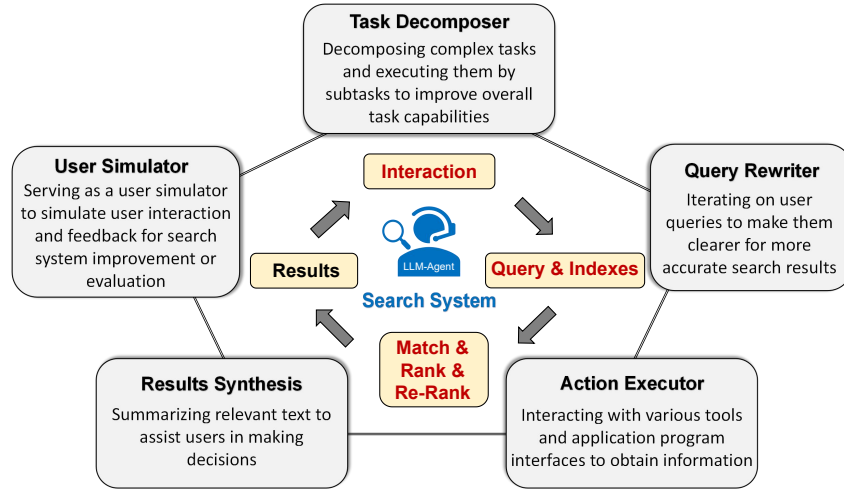 Task Decomposer
Decomposing complex tasks
and executing them by
subtasks to improve overall
task capabilities
User Simulator
Serving as a user simulator
to simulate user interaction
and feedback for search
system improvement or
evaluation
Interaction
Query Rewriter
Iterating on user
queries to make them
clearer for more
accurate search results
Results
LLM-Agent
Query & Indexes
Search System
Match &
Rank &
Re-Rank
Results Synthesis
Summarizing relevant text to
assist users in making
decisions
Action Executor
Interacting with various tools
and application program
interfaces to obtain information